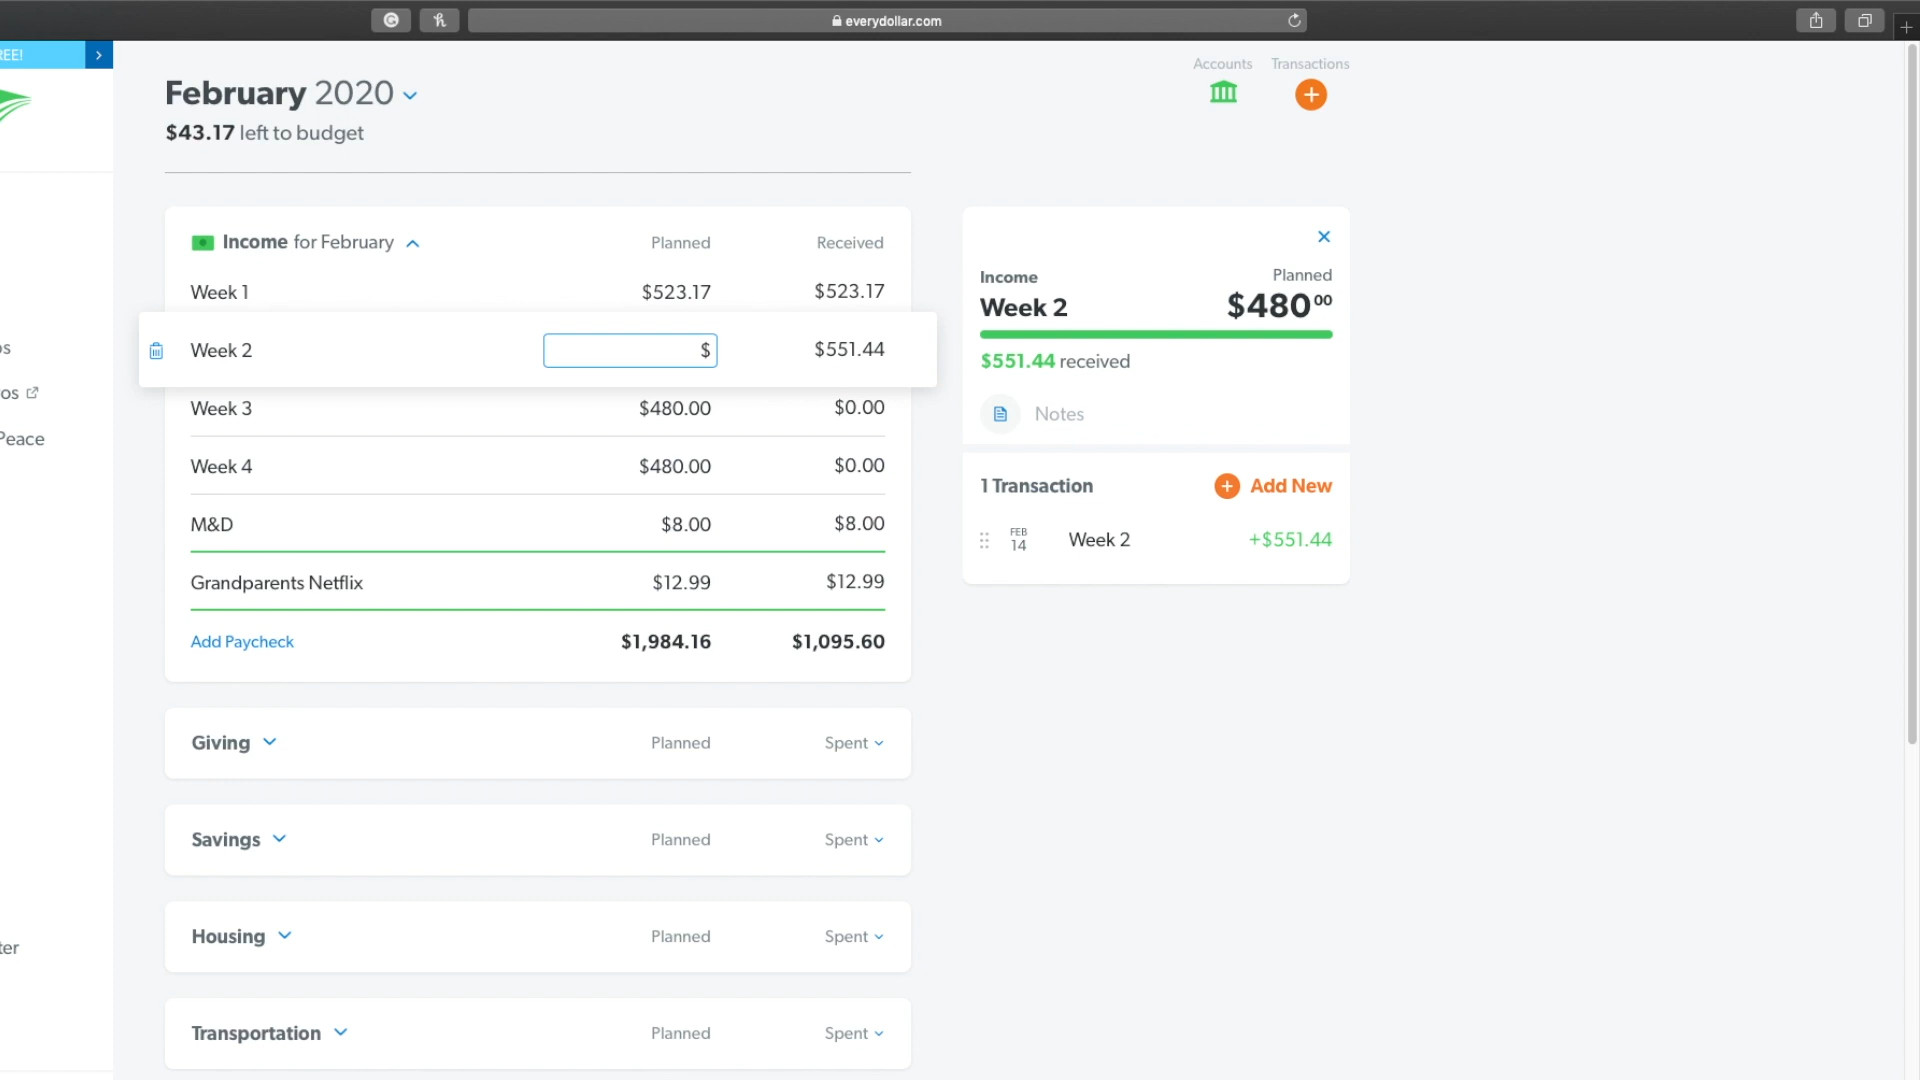 everydollar.com
REE!
February 2020
$43.17 left to budget
Accounts Transactions
Income for February Planned Received
Week 1 $523.17 $523.17
Week 2 $ $551.44
Week 3 $480.00 $0.00
Week 4 $480.00 $0.00
M&D $8.00 $8.00
Grandparents Netflix $12.99 $12.99
Add Paycheck $1,984.16 $1,095.60
Giving Planned Spent
Savings Planned Spent
Housing Planned Spent
Transportation Planned Spent
Income Planned
Week 2 $480 00
$551.44 received
Notes
1 Transaction Add New
FEB
14 Week 2 +$551.44
os
os
Peace
ter